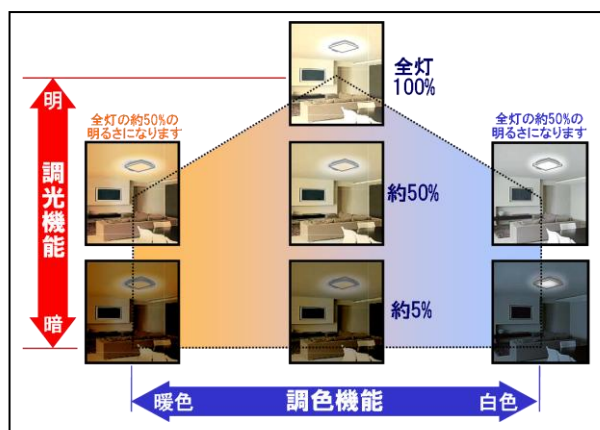 全灯
100%
明
全灯の約50%の
明るさになります
全灯の約50%の
明るさになります
調光機能
約50%
約5%
暗
暖色
調色機能
白色